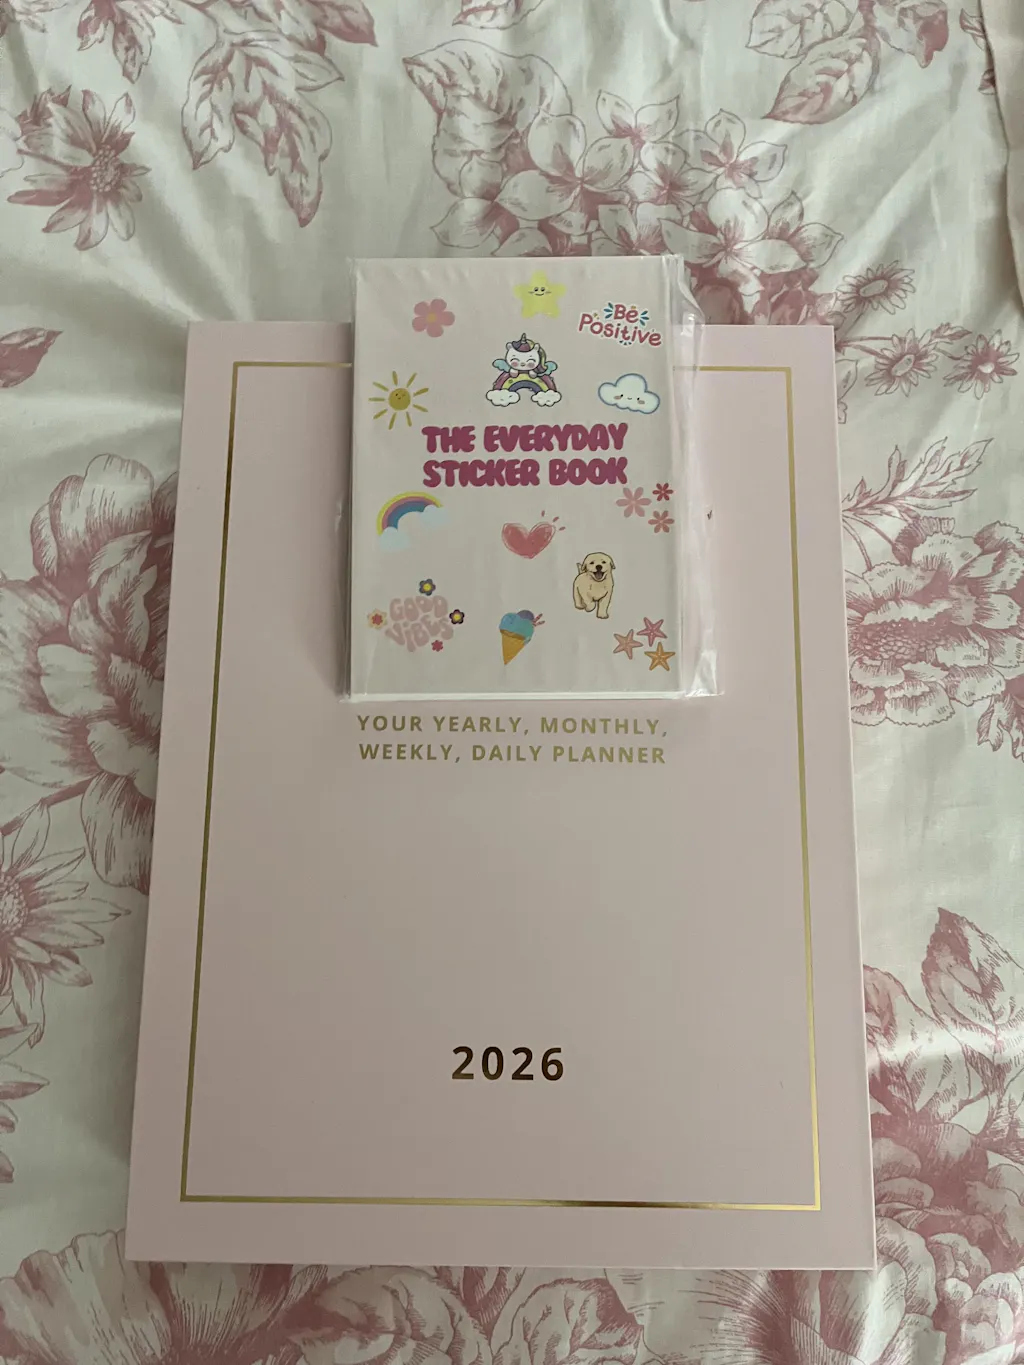 Be
Positive
THE EVERYDAY
STICKER BOOK
GOOD
VIBES
YOUR YEARLY, MONTHLY,
WEEKLY, DAILY PLANNER
2026